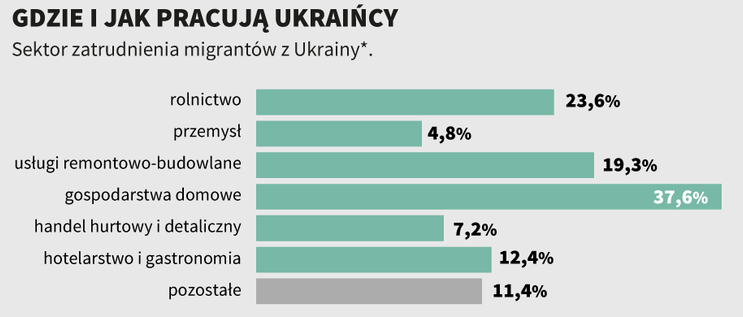 GDZIE I JAK PRACUJĄ UKRAIŃCY
Sektor zatrudnienia migrantów z Ukrainy*.
rolnictwo 23,6%
przemysł 4,8%
usługi remontowo-budowlane 19,3%
gospodarstwa domowe 37,6%
handel hurtowy i detaliczny 7,2%
hotelarstwo i gastronomia 12,4%
pozostałe 11,4%